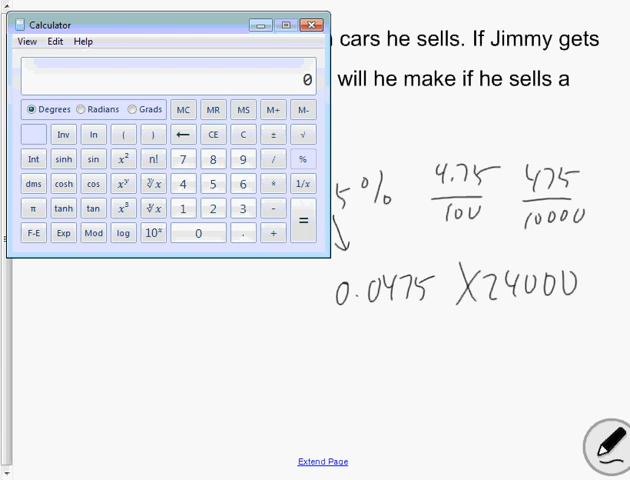 Calculator
View Edit Help
cars he sells. If Jimmy gets
0
will he make if he sells a
Degrees Radians Grads MC MR MS M+ M-
Inv ln ( ) ← CE C ± √
Int sinh sin x² n! 7 8 9 / %
dms cosh cos xʸ ʸ√x 4 5 6 * 1/x
π tanh tan x³ ³√x 1 2 3 - =
F-E Exp Mod log 10ˣ 0 . +
5% 4.75/100 475/10000
0.0475 X24000
Extend Page